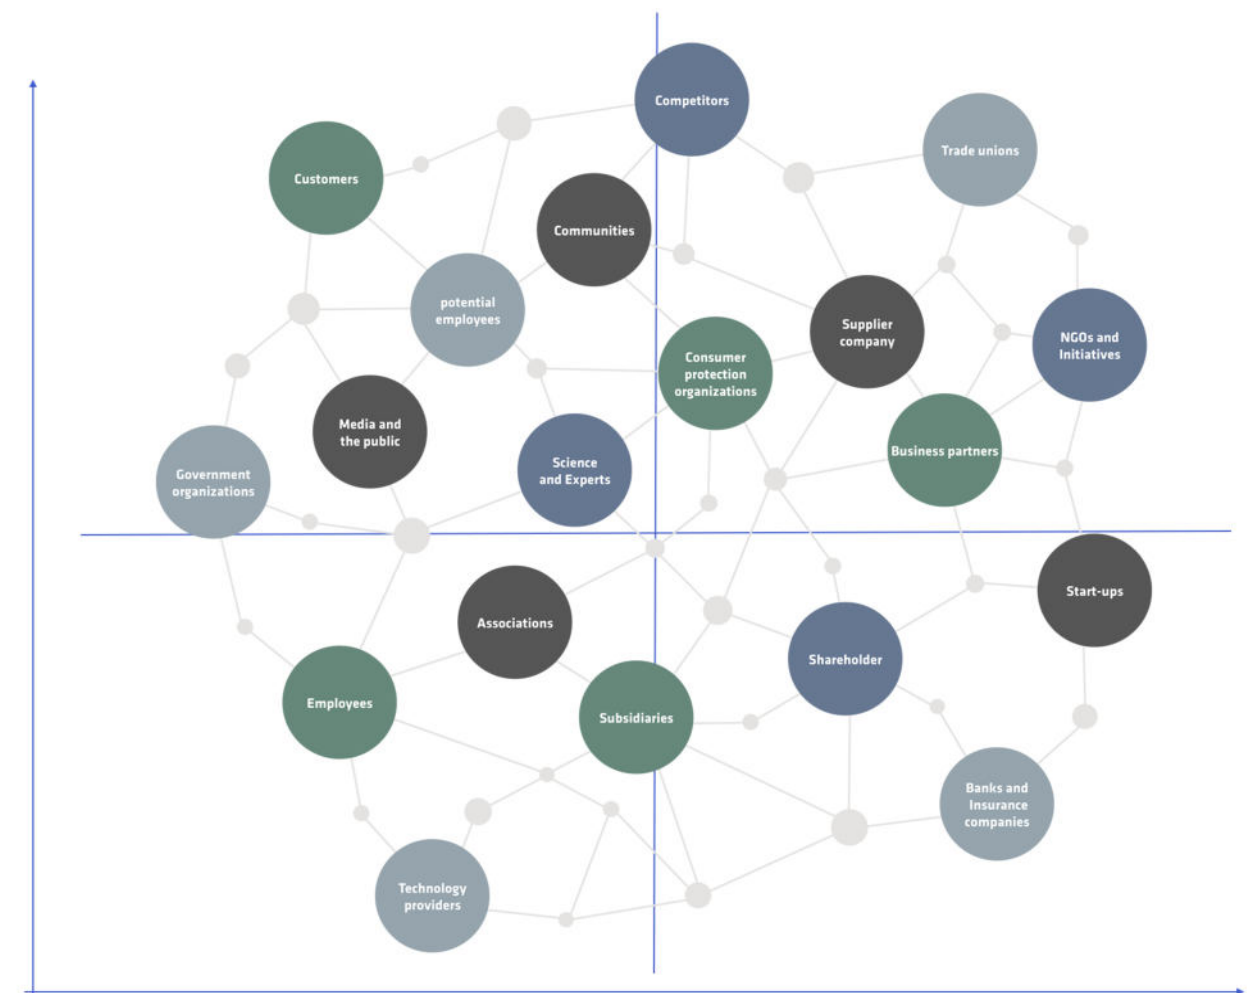 Competitors
Trade unions
Customers
Communities
potential
employees
Supplier
company
NGOs and
Initiatives
Consumer
protection
organizations
Media and
the public
Business partners
Science
and Experts
Government
organizations
Start-ups
Associations
Shareholder
Employees
Subsidiaries
Banks and
Insurance
companies
Technology
providers